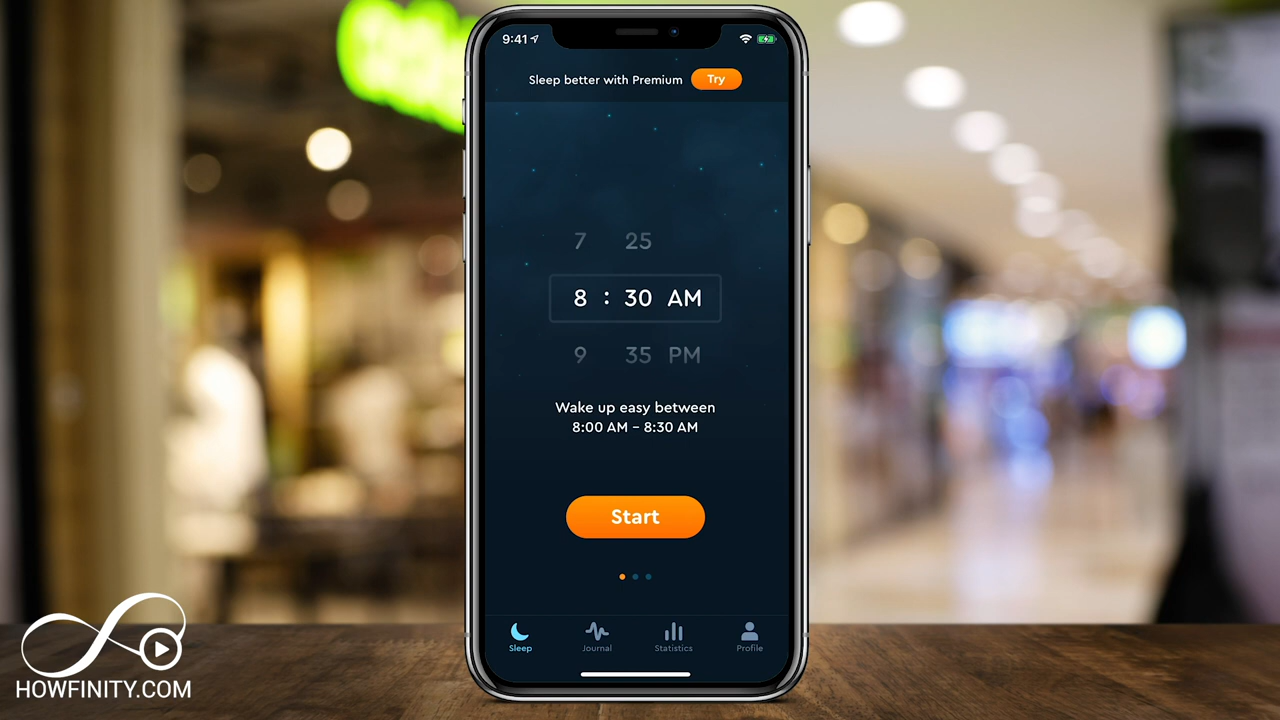 9:41
Sleep better with Premium Try
7 25
8 : 30 AM
9 35 PM
Wake up easy between
8:00 AM – 8:30 AM
Start
Sleep Journal Statistics Profile
HOWFINITY.COM